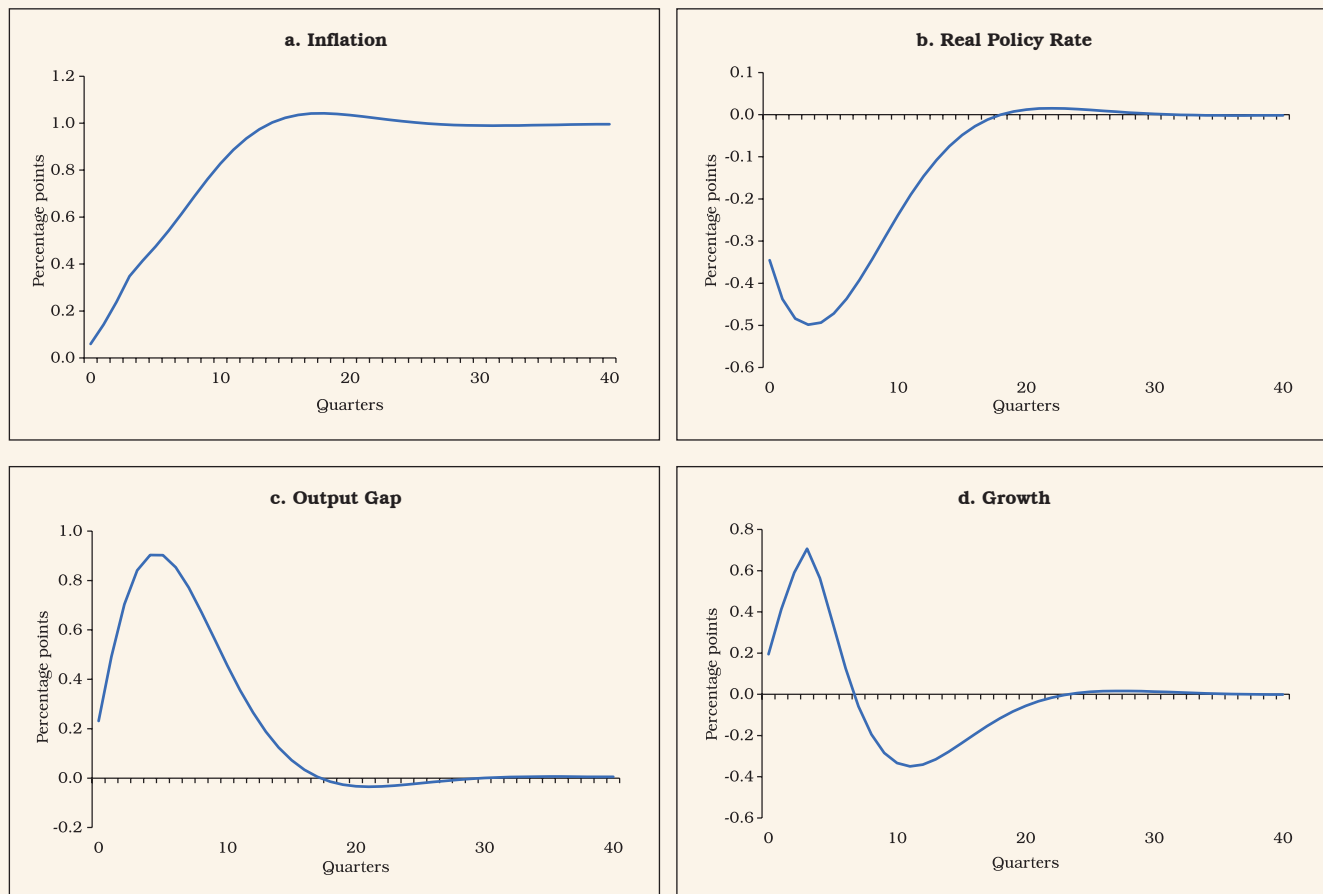 a. Inflation
Percentage points
1.2
1.0
0.8
0.6
0.4
0.2
0.0
0 10 20 30 40
Quarters
b. Real Policy Rate
Percentage points
0.1
0.0
-0.1
-0.2
-0.3
-0.4
-0.5
-0.6
0 10 20 30 40
Quarters
c. Output Gap
Percentage points
1.0
0.8
0.6
0.4
0.2
0.0
-0.2
0 10 20 30 40
Quarters
d. Growth
Percentage points
0.8
0.6
0.4
0.2
0.0
-0.2
-0.4
-0.6
0 10 20 30 40
Quarters